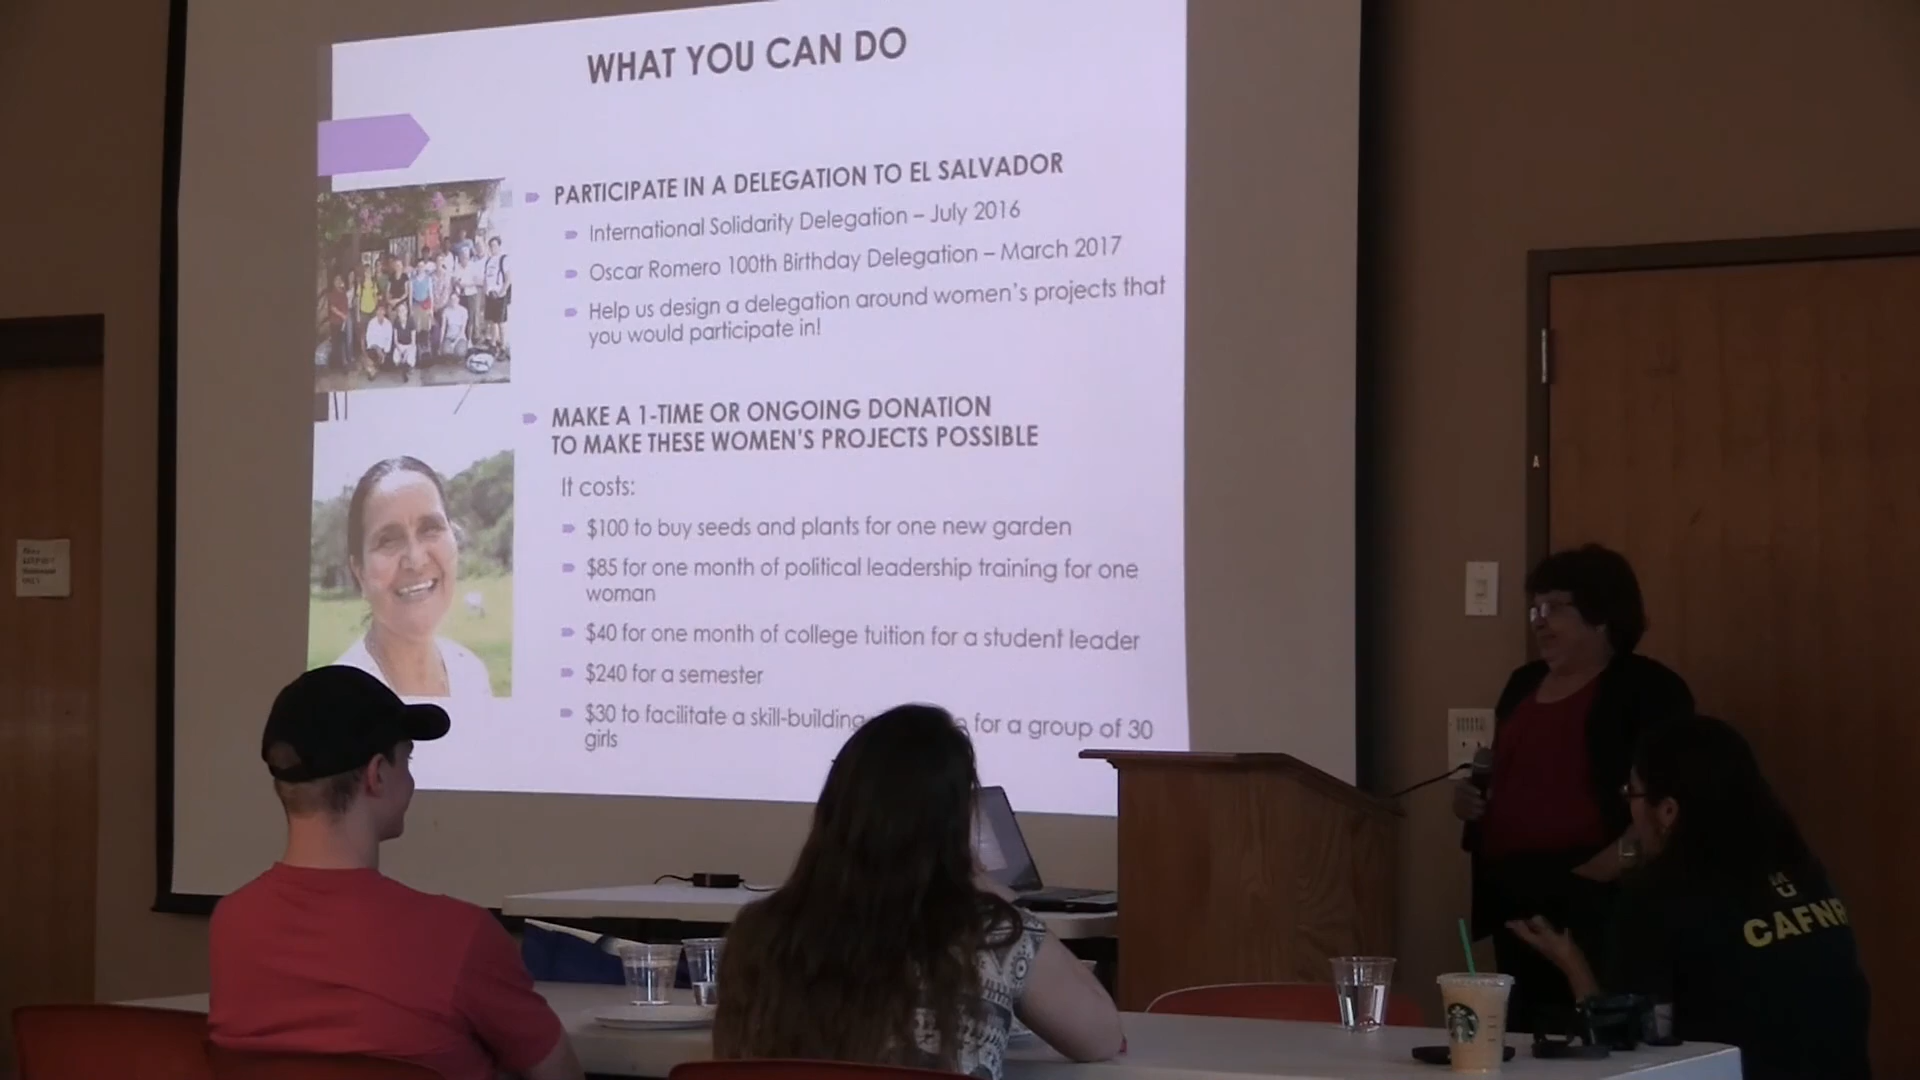 WHAT YOU CAN DO
PARTICIPATE IN A DELEGATION TO EL SALVADOR
International Solidarity Delegation – July 2016
Oscar Romero 100th Birthday Delegation – March 2017
Help us design a delegation around women's projects that
you would participate in!
MAKE A 1-TIME OR ONGOING DONATION
TO MAKE THESE WOMEN'S PROJECTS POSSIBLE
It costs:
$100 to buy seeds and plants for one new garden
$85 for one month of political leadership training for one
woman
$40 for one month of college tuition for a student leader
$240 for a semester
$30 to facilitate a skill-building for a group of 30
girls
A
MU
CAFNR